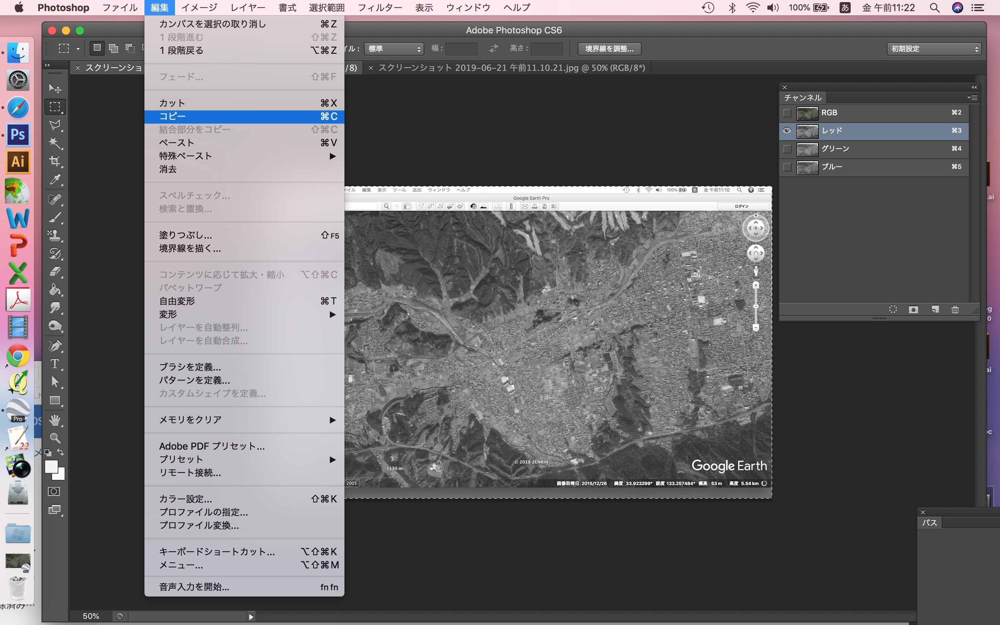 Photoshop ファイル 編集 イメージ レイヤー 書式 選択範囲 フィルター 表示 ウィンドウ ヘルプ 100% あ 金 午前11:22
Adobe Photoshop CS6
イル： 標準 幅： 高さ： 境界線を調整... 初期設定
スクリーンショ /8) スクリーンショット 2019-06-21 午前11.10.21.jpg @ 50% (RGB/8*)
カンバスを選択の取り消し ⌘Z
1 段階進む ⇧⌘Z
1 段階戻る ⌥⌘Z
フェード... ⇧⌘F
カット ⌘X
コピー ⌘C
結合部分をコピー ⇧⌘C
ペースト ⌘V
特殊ペースト ▶
消去
スペルチェック...
検索と置換...
塗りつぶし... ⇧F5
境界線を描く...
コンテンツに応じて拡大・縮小 ⌥⇧⌘C
パペットワープ
自由変形 ⌘T
変形 ▶
レイヤーを自動整列...
レイヤーを自動合成...
ブラシを定義...
パターンを定義...
カスタムシェイプを定義...
メモリをクリア ▶
Adobe PDF プリセット...
プリセット ▶
リモート接続...
カラー設定... ⇧⌘K
プロファイルの指定...
プロファイル変換...
キーボードショートカット... ⌥⇧⌘K
メニュー... ⌥⇧⌘M
音声入力を開始... fn fn
チャンネル
RGB ⌘2
レッド ⌘3
グリーン ⌘4
ブルー ⌘5
ァイル 編集 表示 ツール 追加 ウィンドウ ヘルプ 100% あ 金 午前11:10
Google Earth Pro
ログイン
N
© 2018 ZENRIN
1130 m
Google Earth
2005
画像取得日: 2015/12/26 緯度 33.923299° 経度 133.257484° 標高 53 m 高度 5.54 km
パス
50%
Ps
Ai
W
P
X
Pro
22
.ai
ai